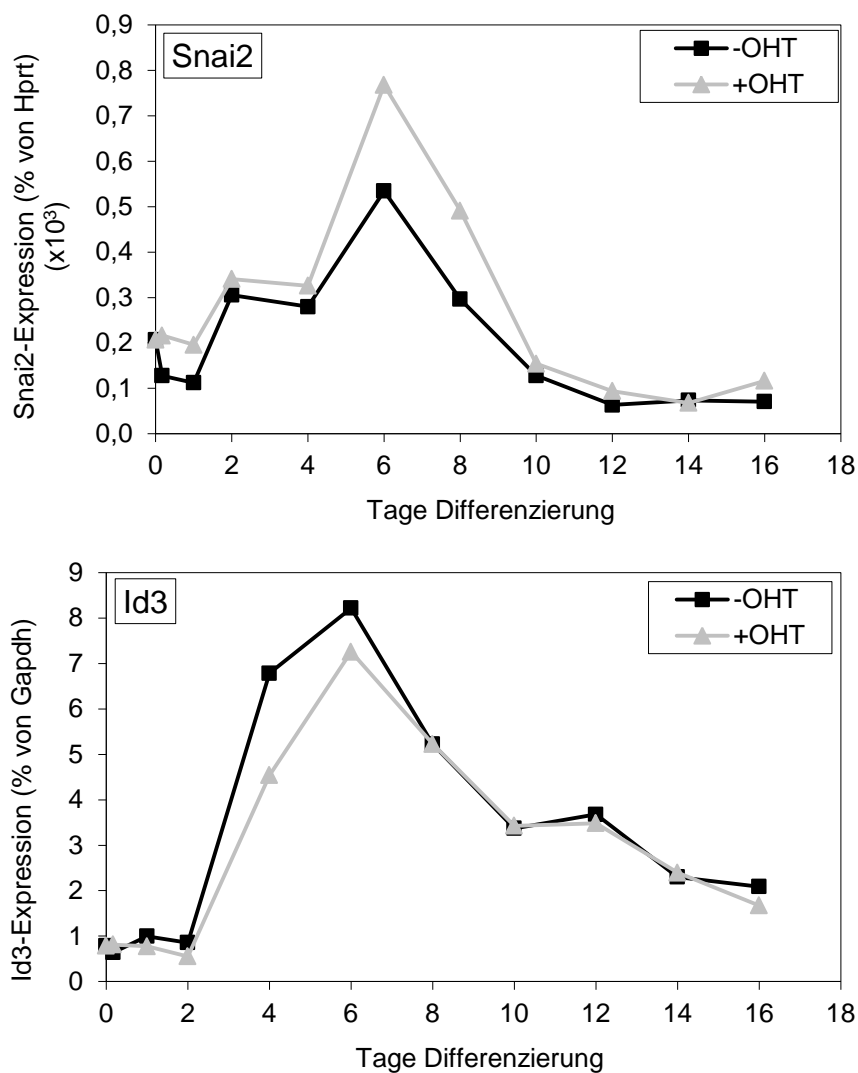 Snai2
-OHT
+OHT
Snai2-Expression (% von Hprt)
(x10³)
0,9
0,8
0,7
0,6
0,5
0,4
0,3
0,2
0,1
0,0
0 2 4 6 8 10 12 14 16 18
Tage Differenzierung
Id3
-OHT
+OHT
Id3-Expression (% von Gapdh)
9
8
7
6
5
4
3
2
1
0
0 2 4 6 8 10 12 14 16 18
Tage Differenzierung